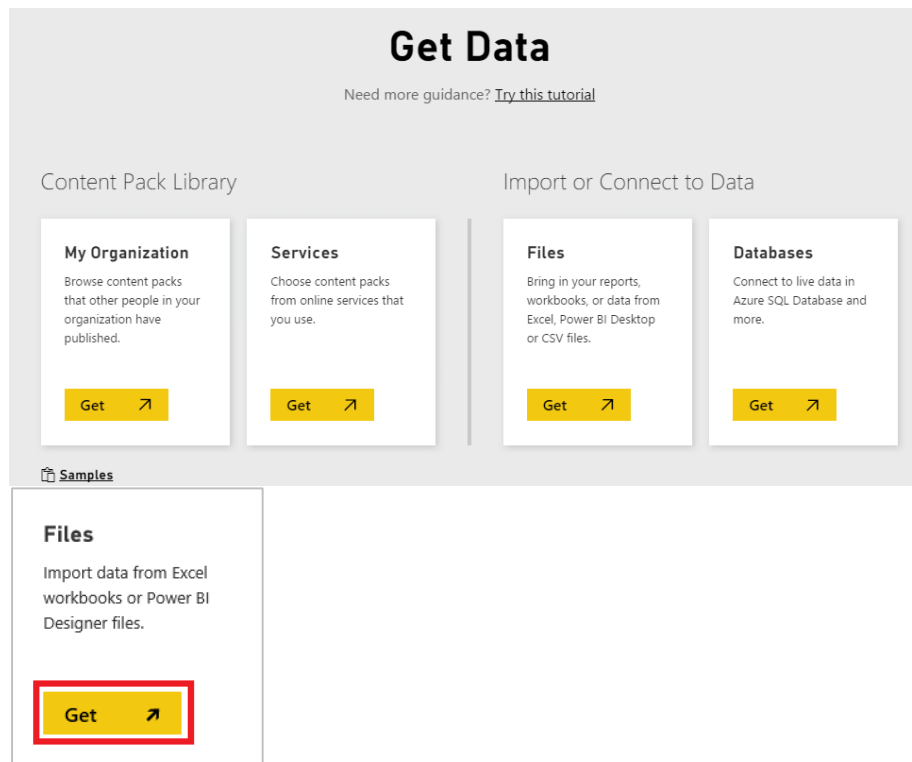 Get Data
Need more guidance? Try this tutorial
Content Pack Library
Import or Connect to Data
My Organization
Browse content packs
that other people in your
organization have
published.
Get
Services
Choose content packs
from online services that
you use.
Get
Files
Bring in your reports,
workbooks, or data from
Excel, Power BI Desktop
or CSV files.
Get
Databases
Connect to live data in
Azure SQL Database and
more.
Get
Samples
Files
Import data from Excel
workbooks or Power BI
Designer files.
Get